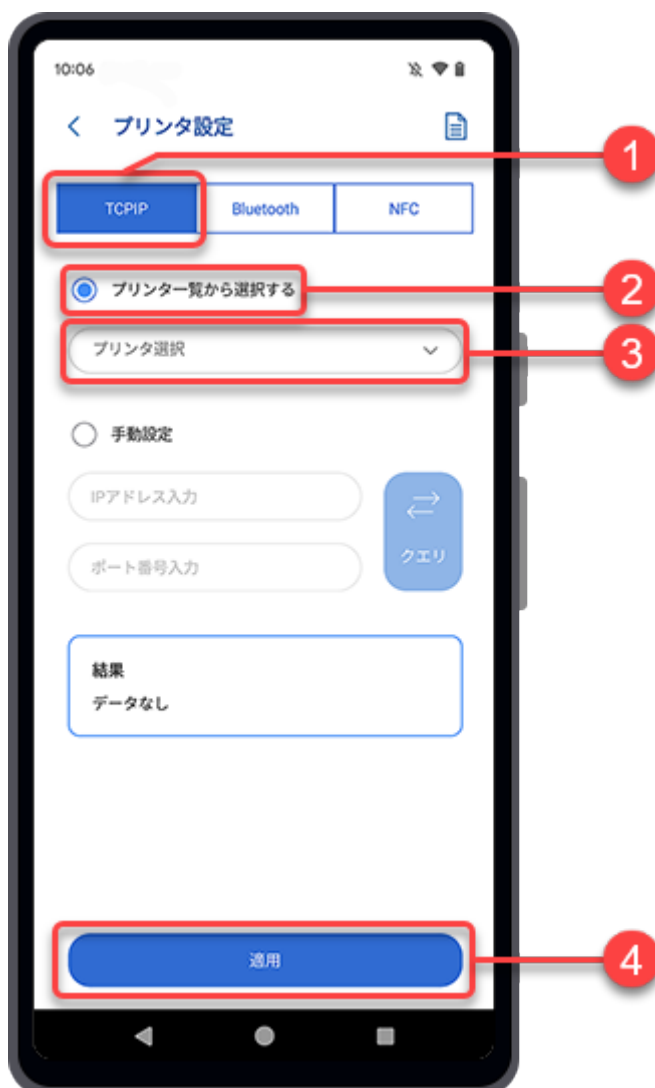 10:06
プリンタ設定
1
TCPIP Bluetooth NFC
プリンター覧から選択する
2
プリンタ選択
3
手動設定
IPアドレス入力
クエリ
ポート番号入力
結果
データなし
適用
4